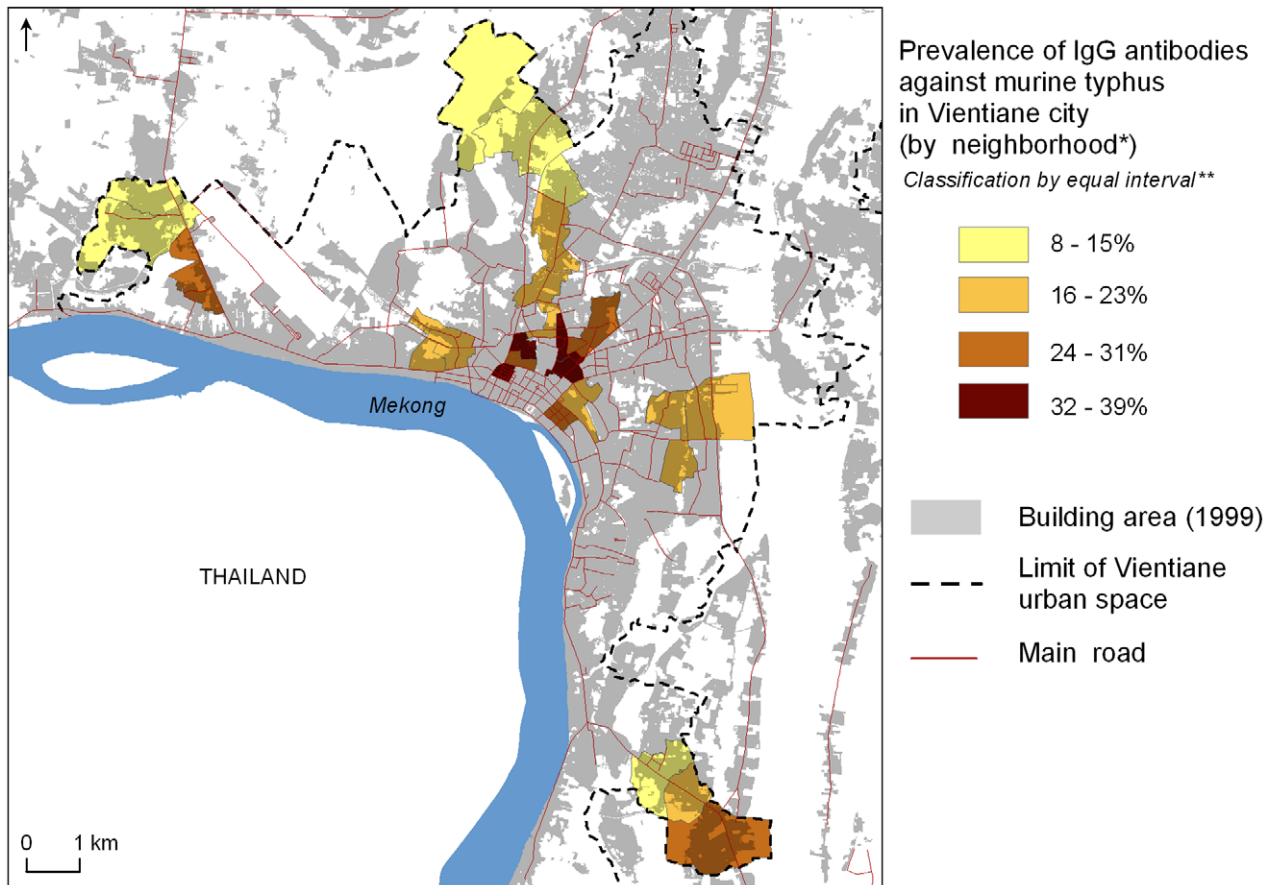 Mekong
THAILAND
0 1 km
Prevalence of IgG antibodies
against murine typhus
in Vientiane city
(by neighborhood*)
Classification by equal interval**
8 - 15%
16 - 23%
24 - 31%
32 - 39%
Building area (1999)
Limit of Vientiane
urban space
Main road